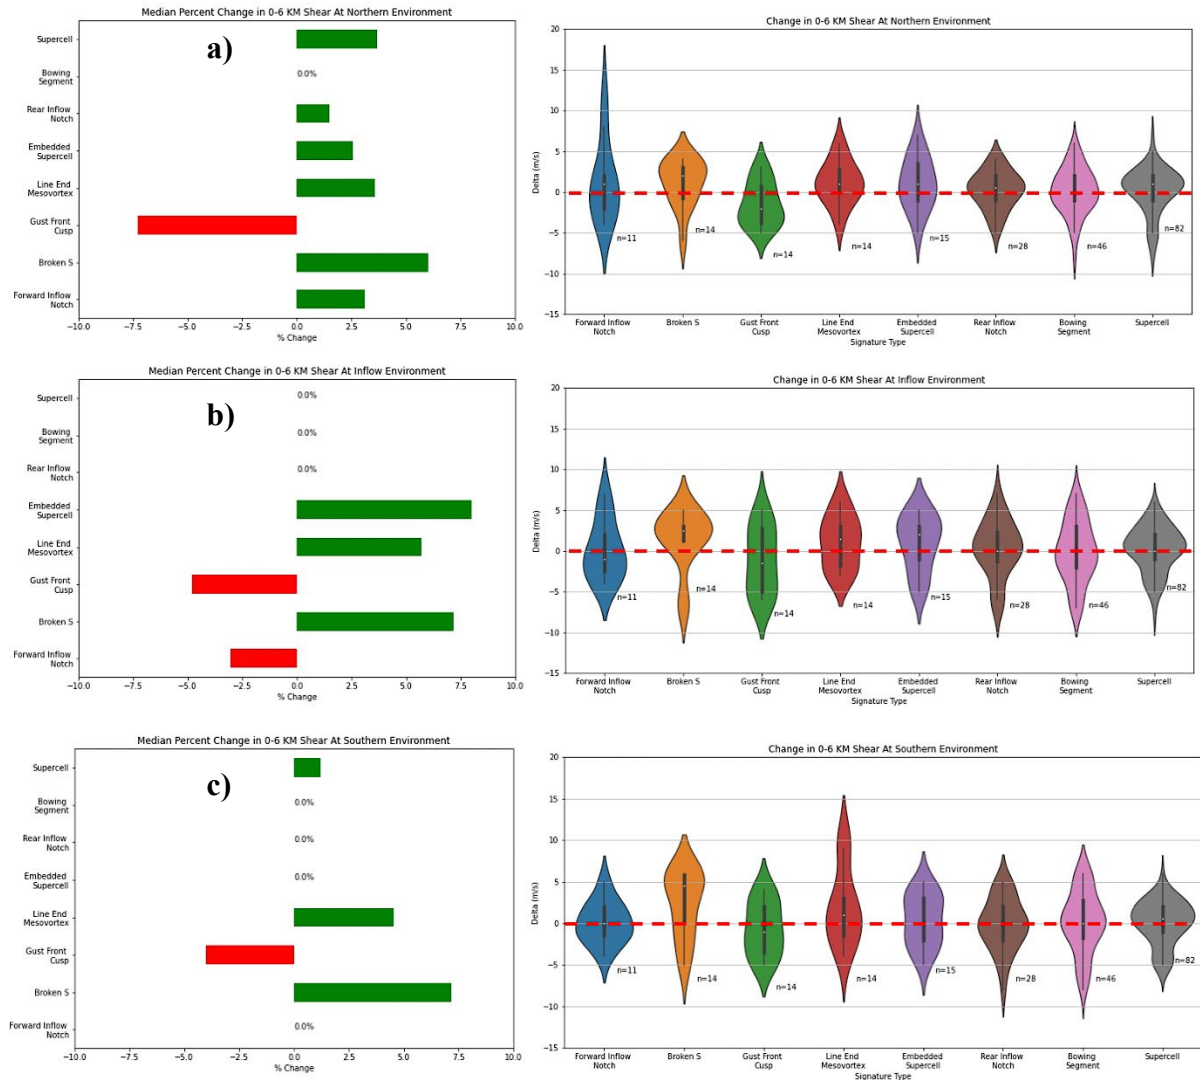 Median Percent Change in 0-6 KM Shear At Northern Environment
a)
Supercell
Bowing
Segment
0.0%
Rear Inflow
Notch
Embedded
Supercell
Line End
Mesovortex
Gust Front
Cusp
Broken S
Forward Inflow
Notch
−10.0 −7.5 −5.0 −2.5 0.0 2.5 5.0 7.5 10.0
% Change
Change in 0-6 KM Shear At Northern Environment
20
15
10
5
0
−5
−10
−15
Delta (m/s)
n=11 n=14 n=14 n=14 n=15 n=28 n=46 n=82
Forward Inflow Broken S Gust Front Line End Embedded Rear Inflow Bowing Supercell
Notch Cusp Mesovortex Supercell Notch Segment
Signature Type
Median Percent Change in 0-6 KM Shear At Inflow Environment
b)
Supercell
0.0%
Bowing
Segment
0.0%
Rear Inflow
Notch
0.0%
Embedded
Supercell
Line End
Mesovortex
Gust Front
Cusp
Broken S
Forward Inflow
Notch
−10.0 −7.5 −5.0 −2.5 0.0 2.5 5.0 7.5 10.0
% Change
Change in 0-6 KM Shear At Inflow Environment
20
15
10
5
0
−5
−10
−15
Delta (m/s)
n=11 n=14 n=14 n=14 n=15 n=28 n=46 n=82
Forward Inflow Broken S Gust Front Line End Embedded Rear Inflow Bowing Supercell
Notch Cusp Mesovortex Supercell Notch Segment
Signature Type
Median Percent Change in 0-6 KM Shear At Southern Environment
c)
Supercell
Bowing
Segment
0.0%
Rear Inflow
Notch
0.0%
Embedded
Supercell
0.0%
Line End
Mesovortex
Gust Front
Cusp
Broken S
Forward Inflow
Notch
0.0%
−10.0 −7.5 −5.0 −2.5 0.0 2.5 5.0 7.5 10.0
% Change
Change in 0-6 KM Shear At Southern Environment
20
15
10
5
0
−5
−10
−15
Delta (m/s)
n=11 n=14 n=14 n=14 n=15 n=28 n=46 n=82
Forward Inflow Broken S Gust Front Line End Embedded Rear Inflow Bowing Supercell
Notch Cusp Mesovortex Supercell Notch Segment
Signature Type